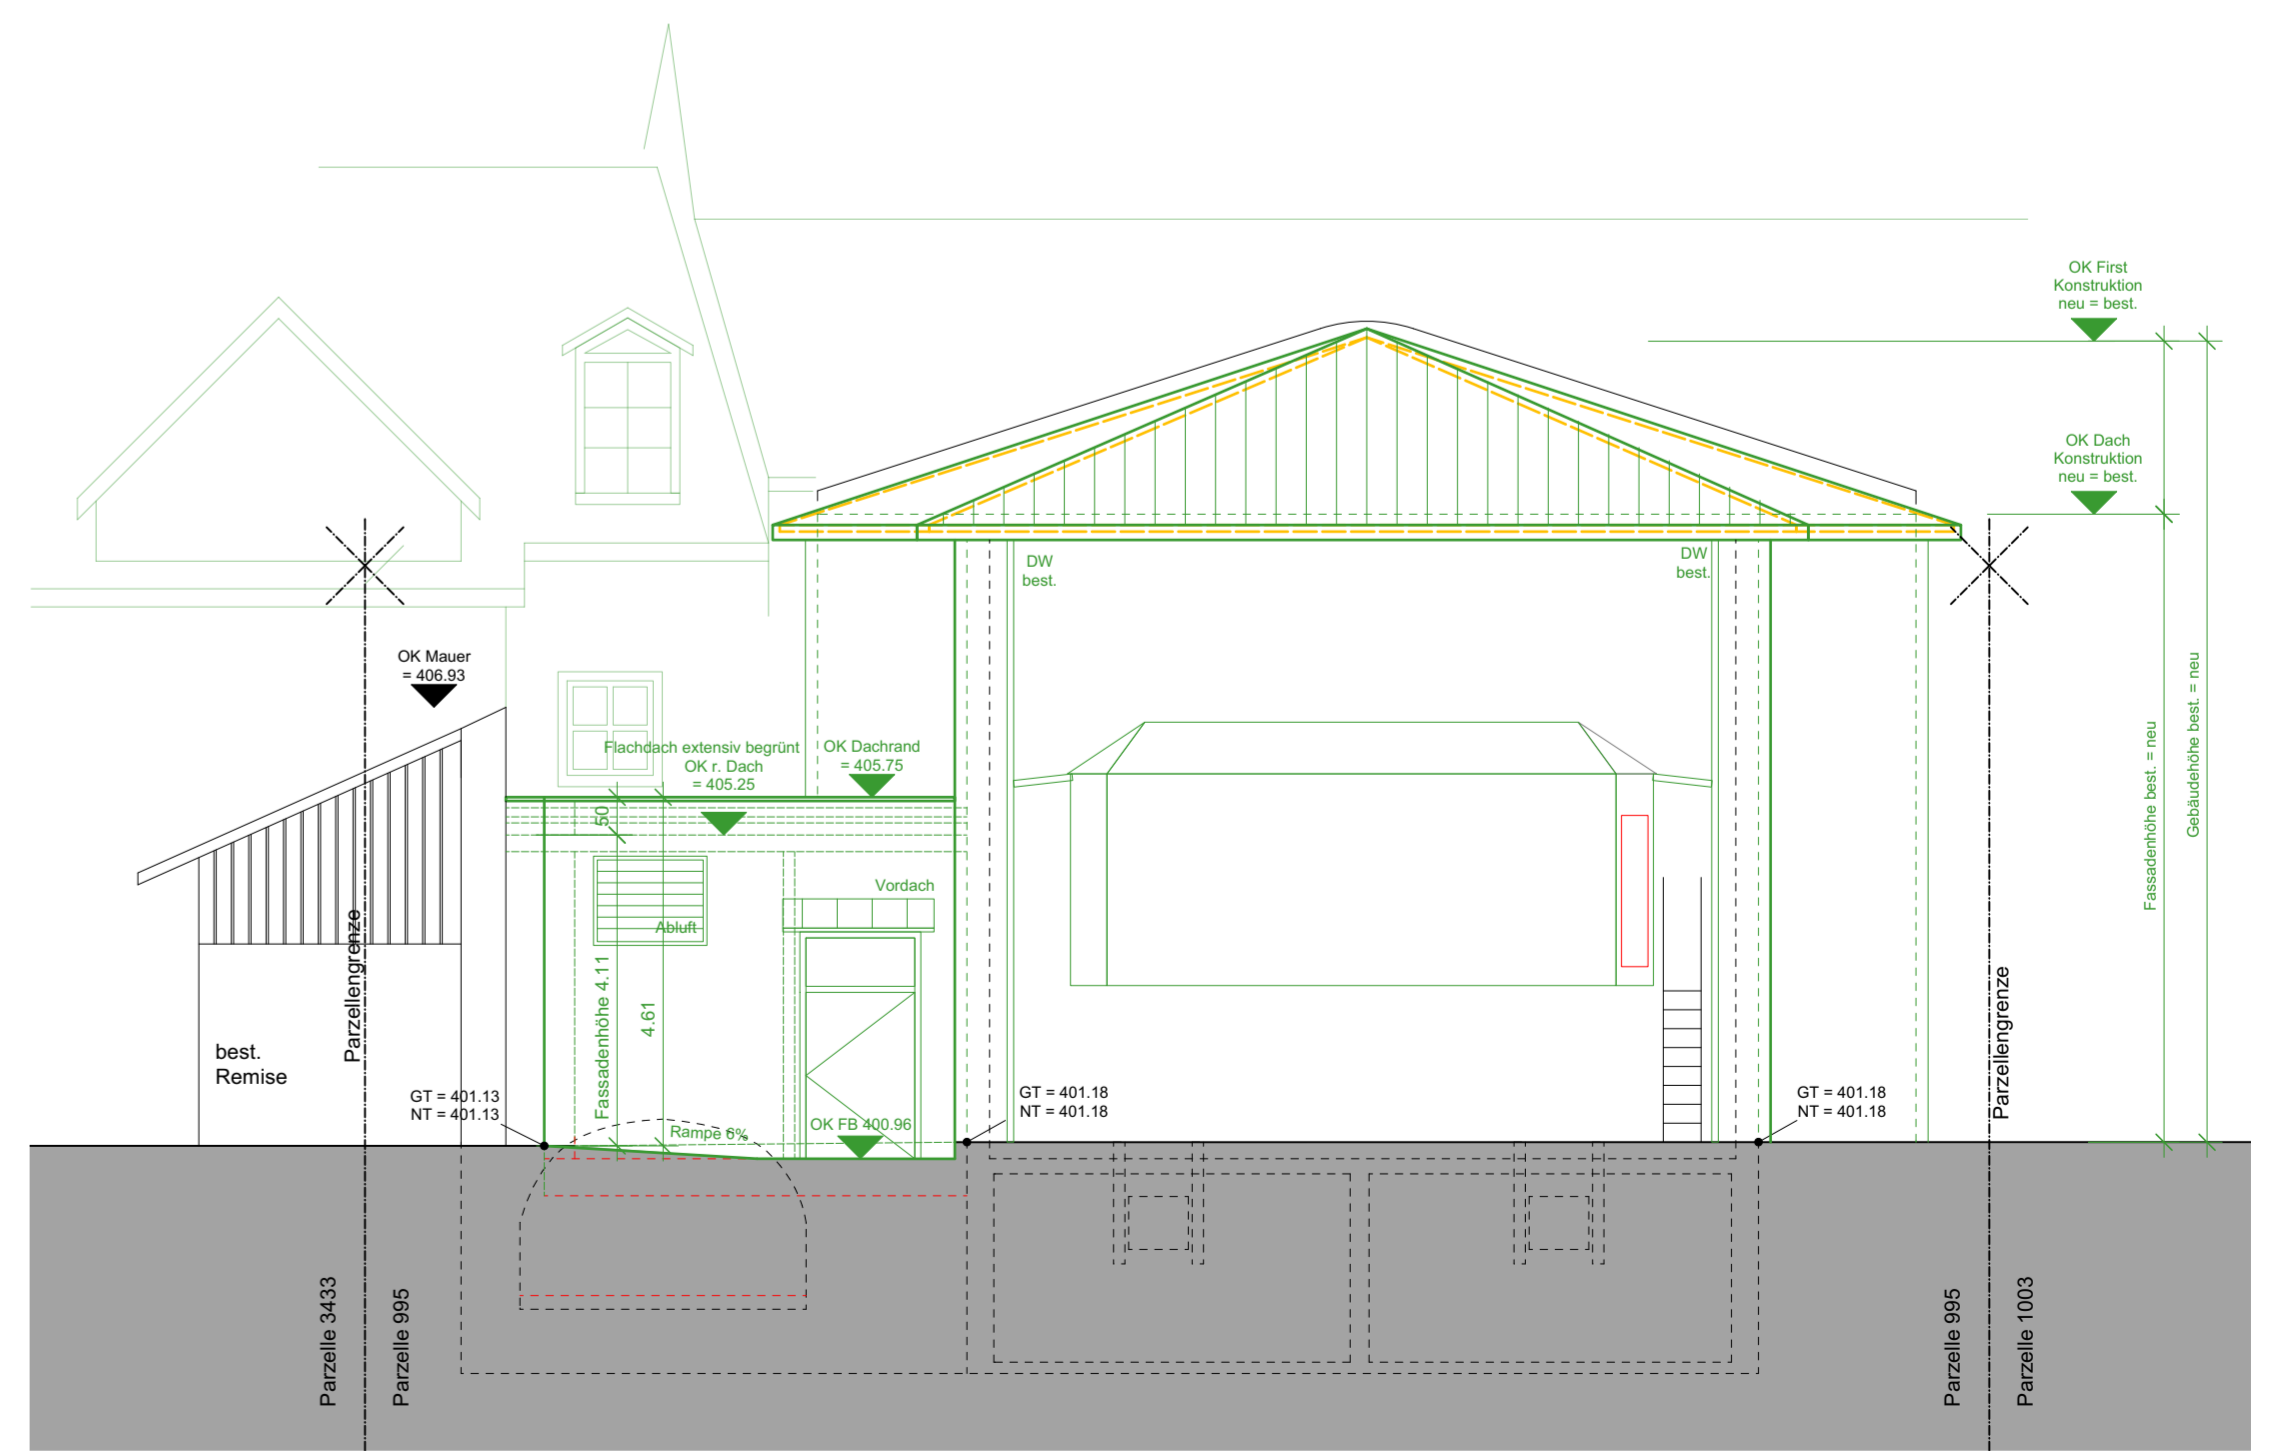 OK First
Konstruktion
neu = best.
OK Dach
Konstruktion
neu = best.
DW
best.
DW
best.
OK Mauer
= 406.93
Flachdach extensiv begrünt
OK r. Dach
= 405.25
OK Dachrand
= 405.75
50
Vordach
Abluft
Fassadenhöhe 4.11
4.61
Fassadenhöhe best. = neu
Gebäudehöhe best. = neu
Parzellengrenze
Parzellengrenze
best.
Remise
GT = 401.13
NT = 401.13
Rampe 6%
OK FB 400.96
GT = 401.18
NT = 401.18
GT = 401.18
NT = 401.18
Parzelle 3433
Parzelle 995
Parzelle 995
Parzelle 1003